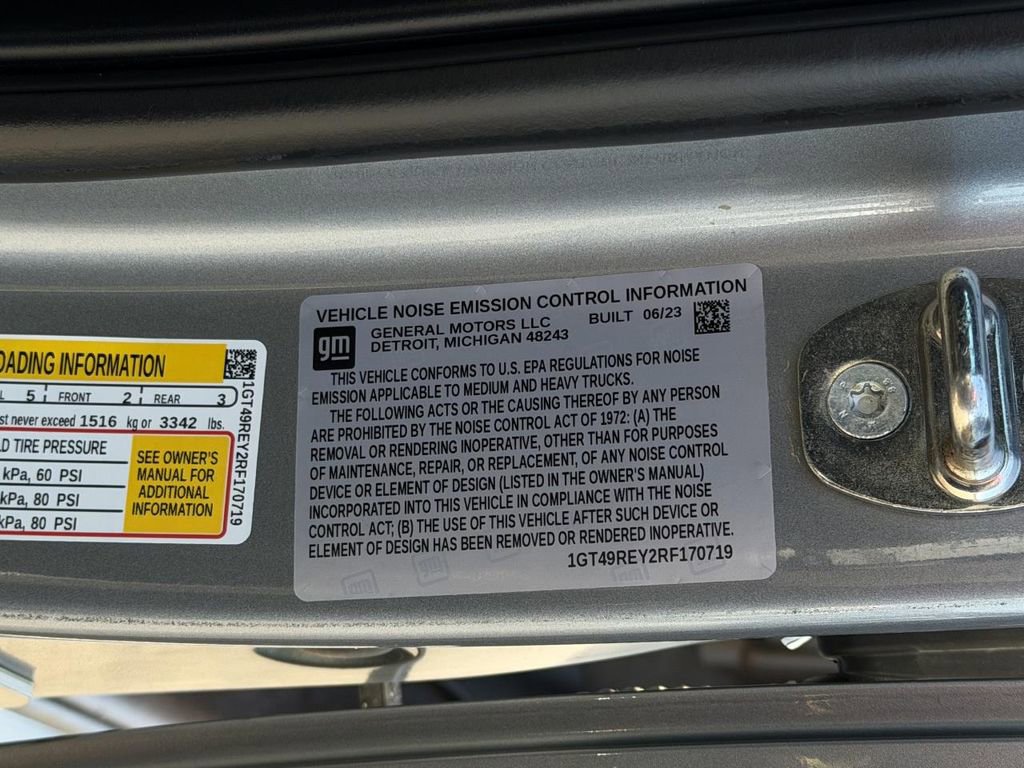 VEHICLE NOISE EMISSION CONTROL INFORMATION
gm
GENERAL MOTORS LLC BUILT 06/23
DETROIT, MICHIGAN 48243
THIS VEHICLE CONFORMS TO U.S. EPA REGULATIONS FOR NOISE
EMISSION APPLICABLE TO MEDIUM AND HEAVY TRUCKS.
THE FOLLOWING ACTS OR THE CAUSING THEREOF BY ANY PERSON
ARE PROHIBITED BY THE NOISE CONTROL ACT OF 1972: (A) THE
REMOVAL OR RENDERING INOPERATIVE, OTHER THAN FOR PURPOSES
OF MAINTENANCE, REPAIR, OR REPLACEMENT, OF ANY NOISE CONTROL
DEVICE OR ELEMENT OF DESIGN (LISTED IN THE OWNER'S MANUAL)
INCORPORATED INTO THIS VEHICLE IN COMPLIANCE WITH THE NOISE
CONTROL ACT; (B) THE USE OF THIS VEHICLE AFTER SUCH DEVICE OR
ELEMENT OF DESIGN HAS BEEN REMOVED OR RENDERED INOPERATIVE.
1GT49REY2RF170719
OADING INFORMATION
L 5 FRONT 2 REAR 3
st never exceed 1516 kg or 3342 lbs.
D TIRE PRESSURE
kPa, 60 PSI
kPa, 80 PSI
kPa, 80 PSI
SEE OWNER'S
MANUAL FOR
ADDITIONAL
INFORMATION
1GT49REY2RF170719